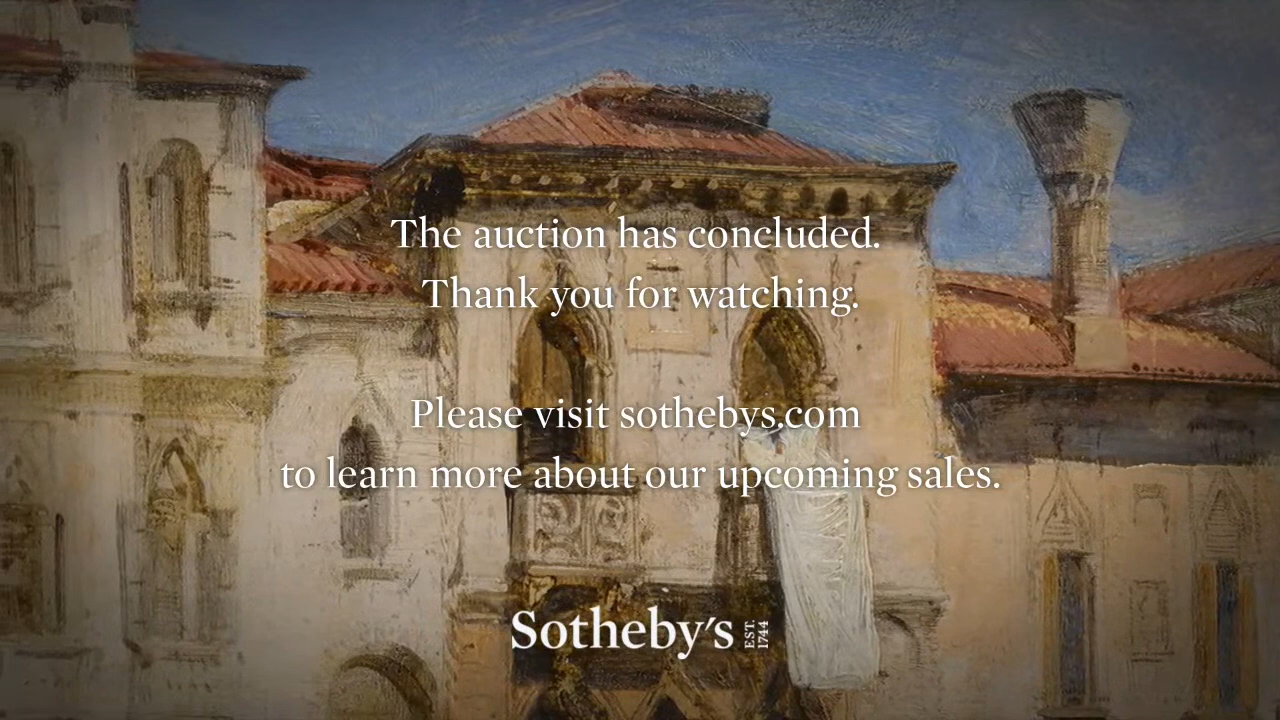 The auction has concluded.
Thank you for watching.
Please visit sothebys.com
to learn more about our upcoming sales.
Sotheby's EST. 1744